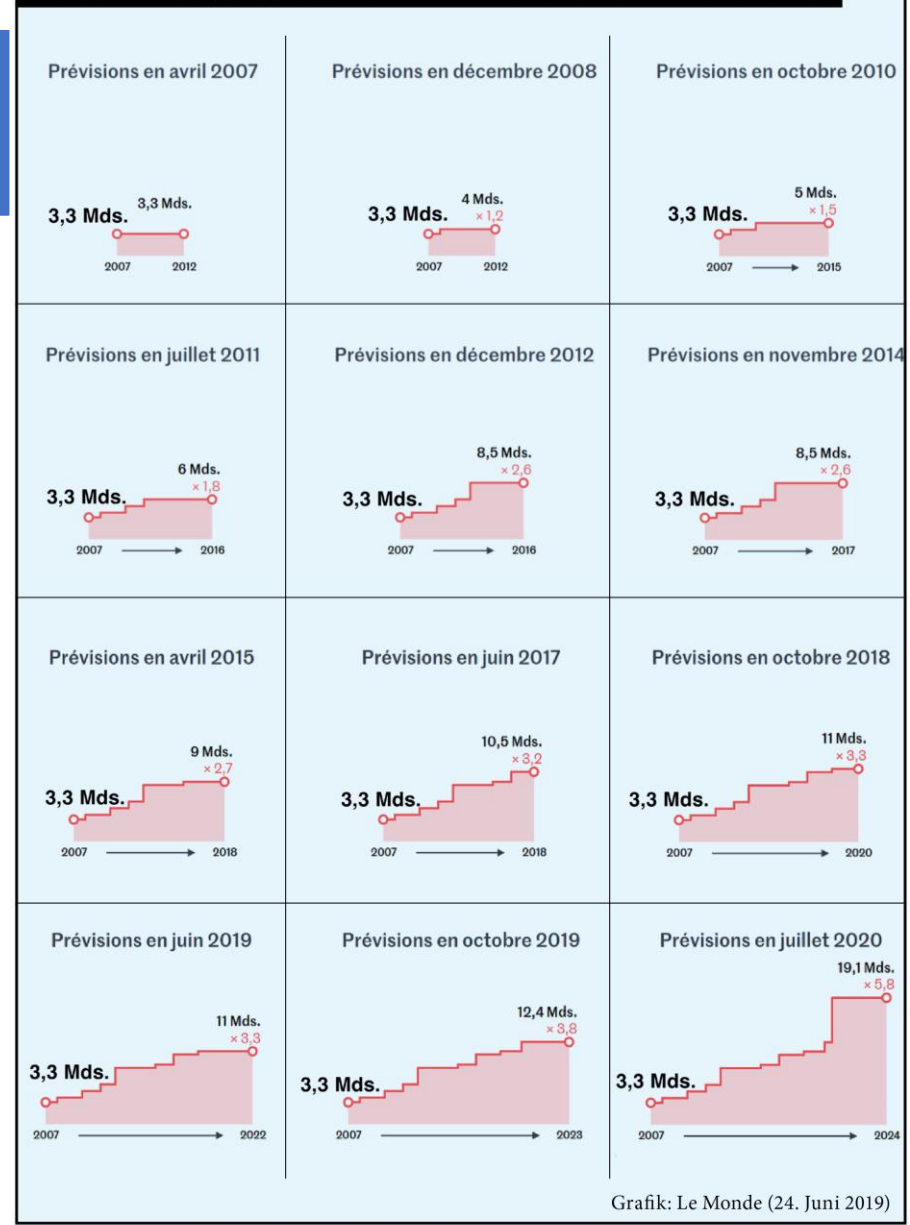 Prévisions en avril 2007
3,3 Mds.
3,3 Mds.
2007 2012
Prévisions en décembre 2008
4 Mds.
× 1,2
3,3 Mds.
2007 2012
Prévisions en octobre 2010
5 Mds.
× 1,5
3,3 Mds.
2007 2015
Prévisions en juillet 2011
6 Mds.
× 1,8
3,3 Mds.
2007 2016
Prévisions en décembre 2012
8,5 Mds.
× 2,6
3,3 Mds.
2007 2016
Prévisions en novembre 2014
8,5 Mds.
× 2,6
3,3 Mds.
2007 2017
Prévisions en avril 2015
9 Mds.
× 2,7
3,3 Mds.
2007 2018
Prévisions en juin 2017
10,5 Mds.
× 3,2
3,3 Mds.
2007 2018
Prévisions en octobre 2018
11 Mds.
× 3,3
3,3 Mds.
2007 2020
Prévisions en juin 2019
11 Mds.
× 3,3
3,3 Mds.
2007 2022
Prévisions en octobre 2019
12,4 Mds.
× 3,8
3,3 Mds.
2007 2023
Prévisions en juillet 2020
19,1 Mds.
× 5,8
3,3 Mds.
2007 2024
Grafik: Le Monde (24. Juni 2019)